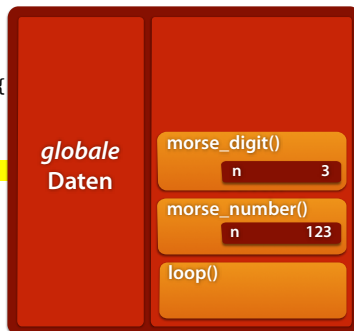 {
globale
Daten
morse_digit()
n 3
morse_number()
n 123
loop()